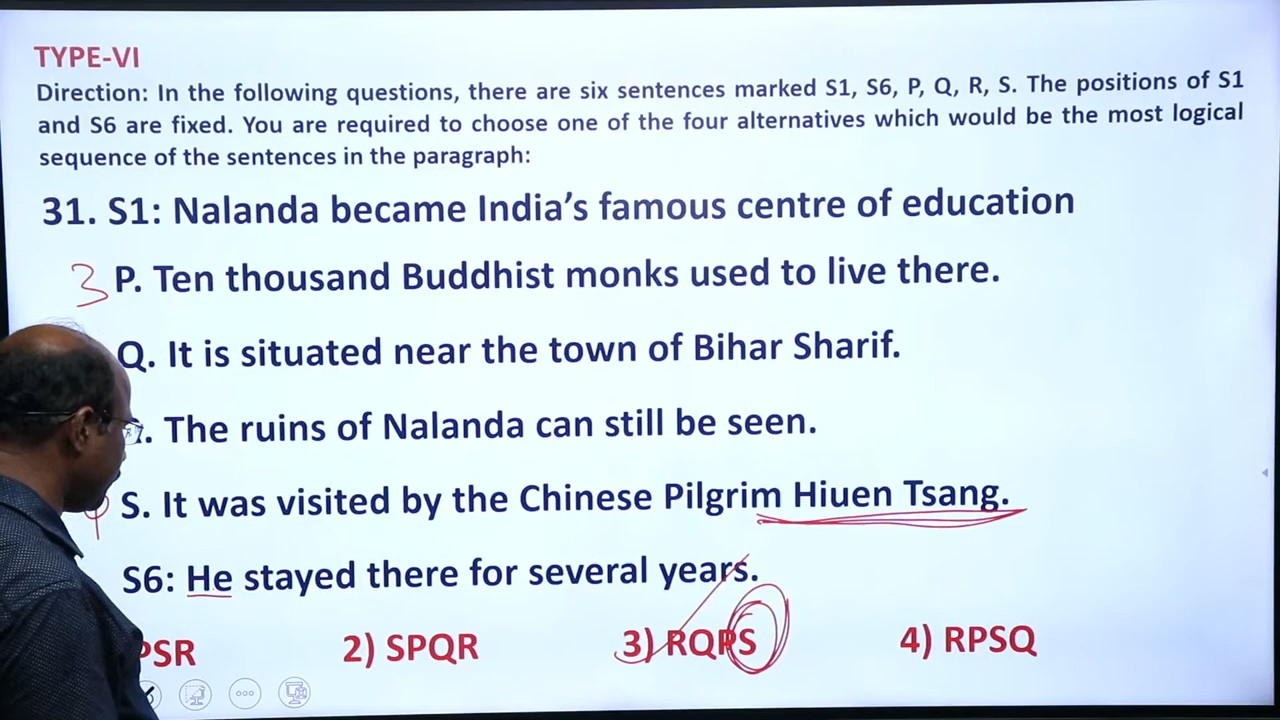 TYPE-VI
Direction: In the following questions, there are six sentences marked S1, S6, P, Q, R, S. The positions of S1
and S6 are fixed. You are required to choose one of the four alternatives which would be the most logical
sequence of the sentences in the paragraph:
31. S1: Nalanda became India's famous centre of education
3 P. Ten thousand Buddhist monks used to live there.
Q. It is situated near the town of Bihar Sharif.
The ruins of Nalanda can still be seen.
S. It was visited by the Chinese Pilgrim Hiuen Tsang.
S6: He stayed there for several years.
PSR 2) SPQR 3) RQPS 4) RPSQ